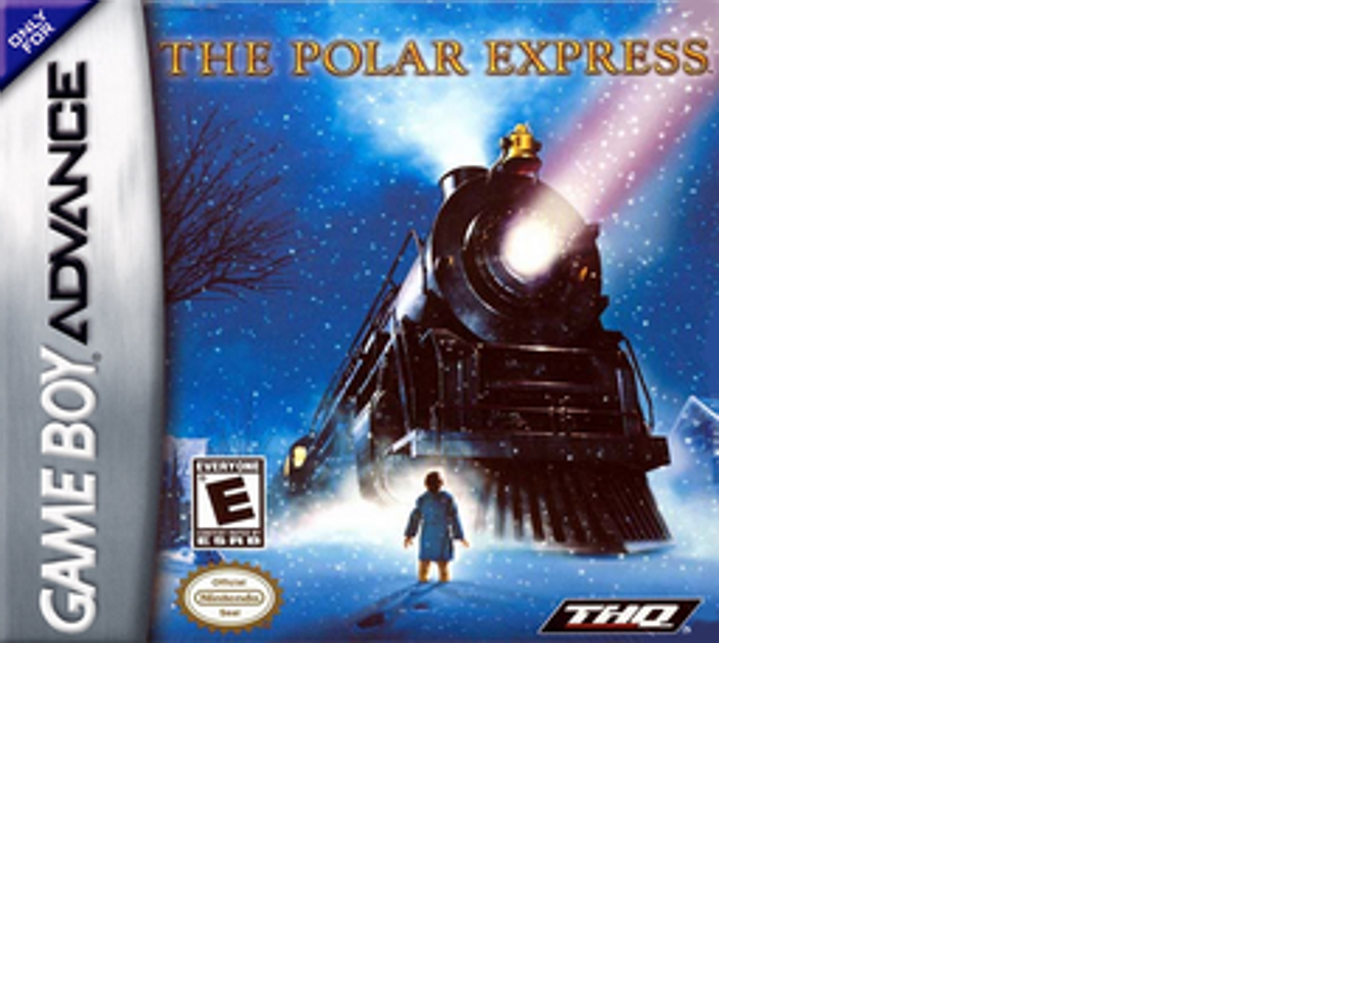 ONLY
FOR
GAME BOY ADVANCE
THE POLAR EXPRESS
EVERYONE
E
ESRB
Official
Nintendo
Seal
THQ